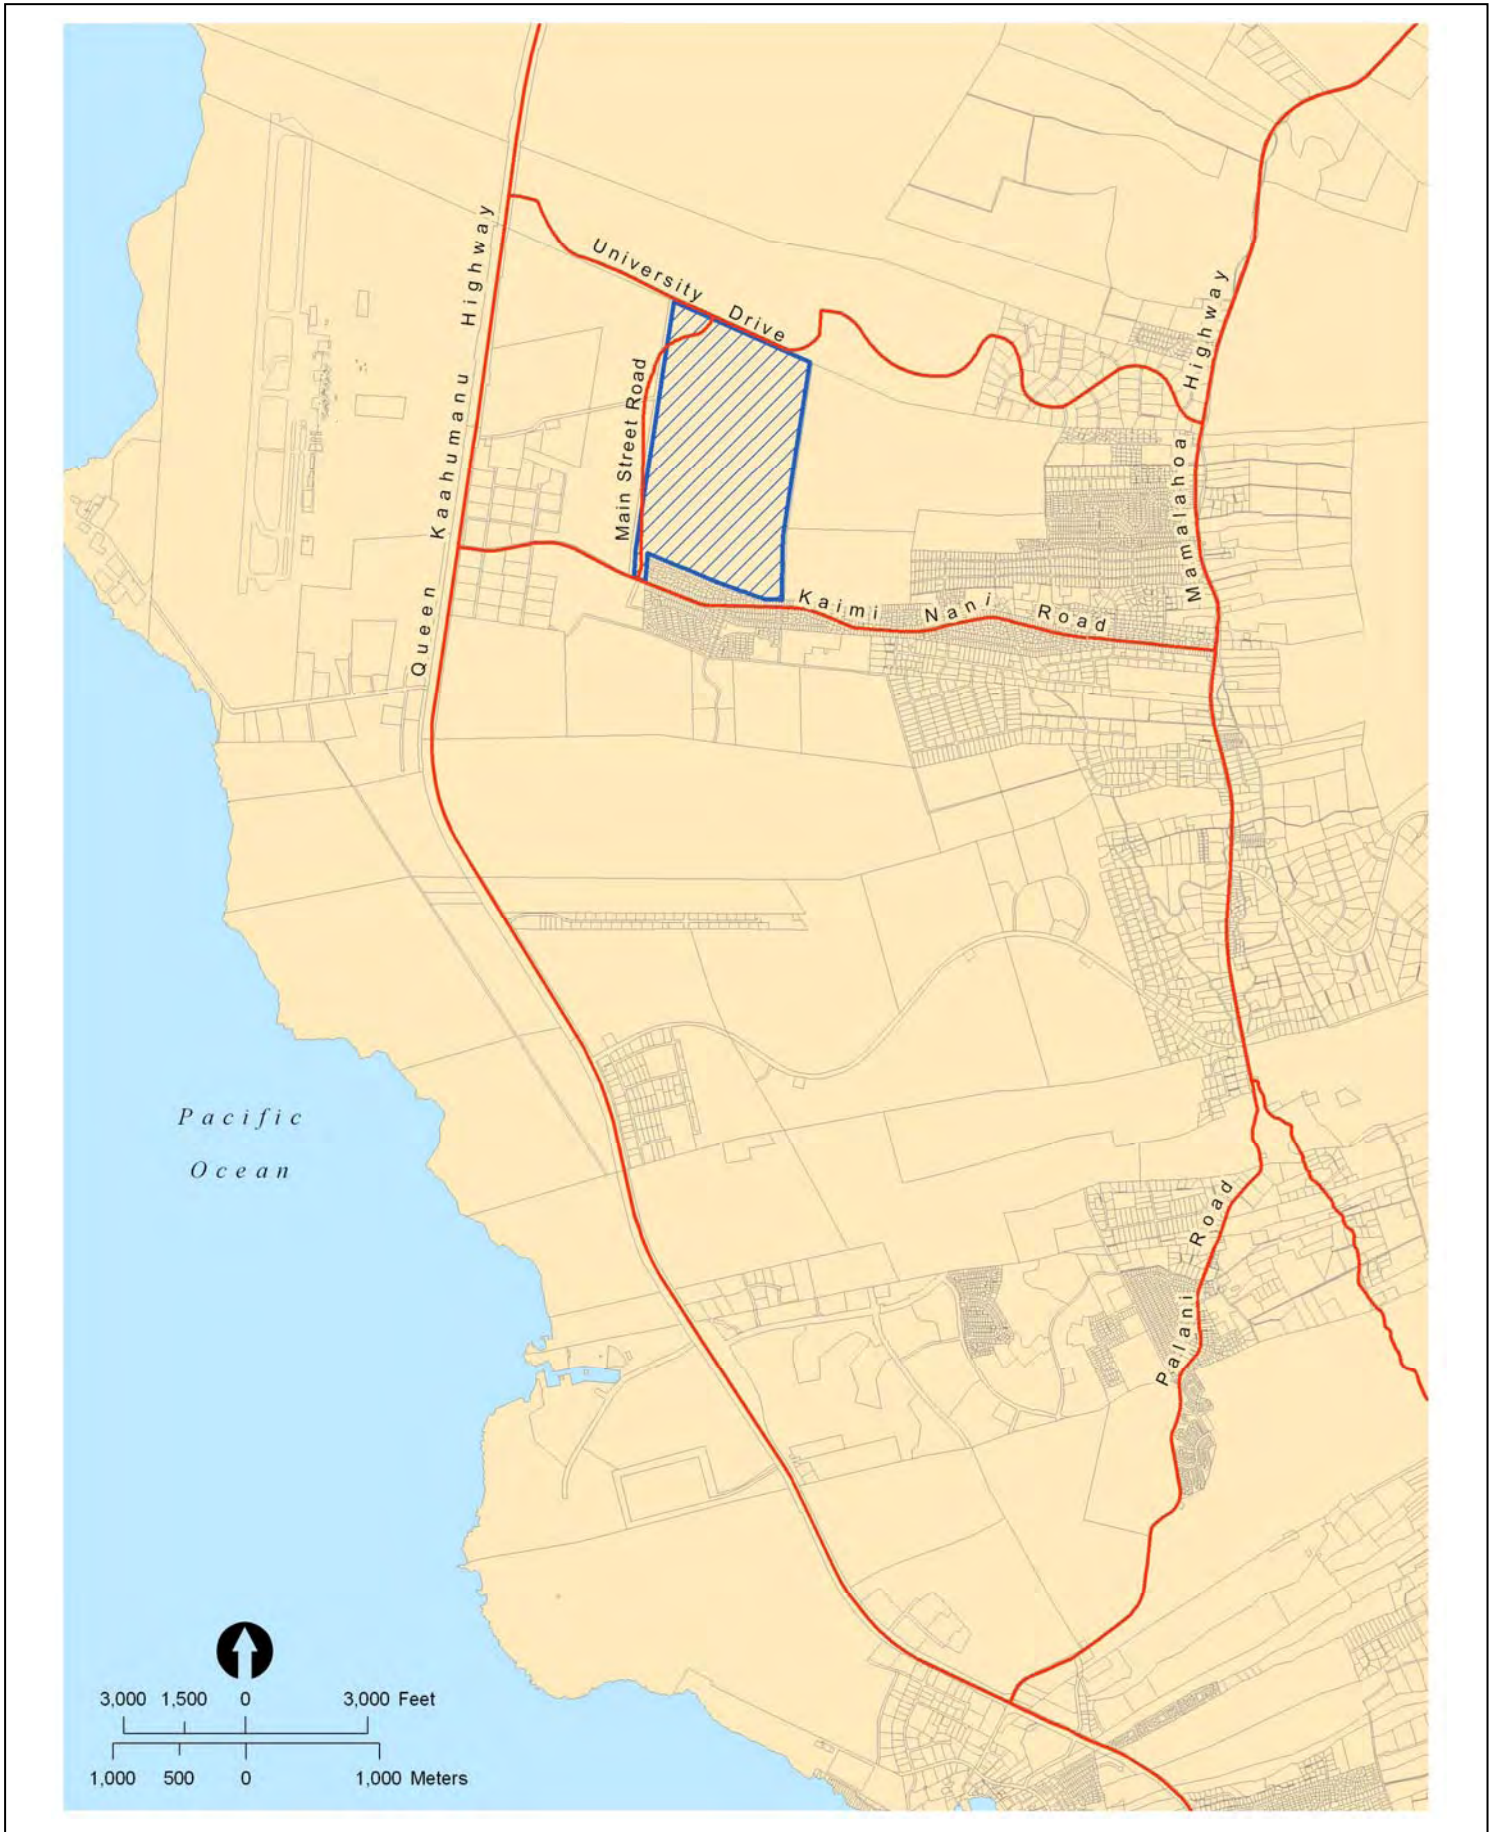 University Drive
Queen Kaahumanu Highway
Main Street Road
Mamalahoa Highway
Kaimi Nani Road
Pacific
Ocean
Palani Road
3,000 1,500 0 3,000 Feet
1,000 500 0 1,000 Meters